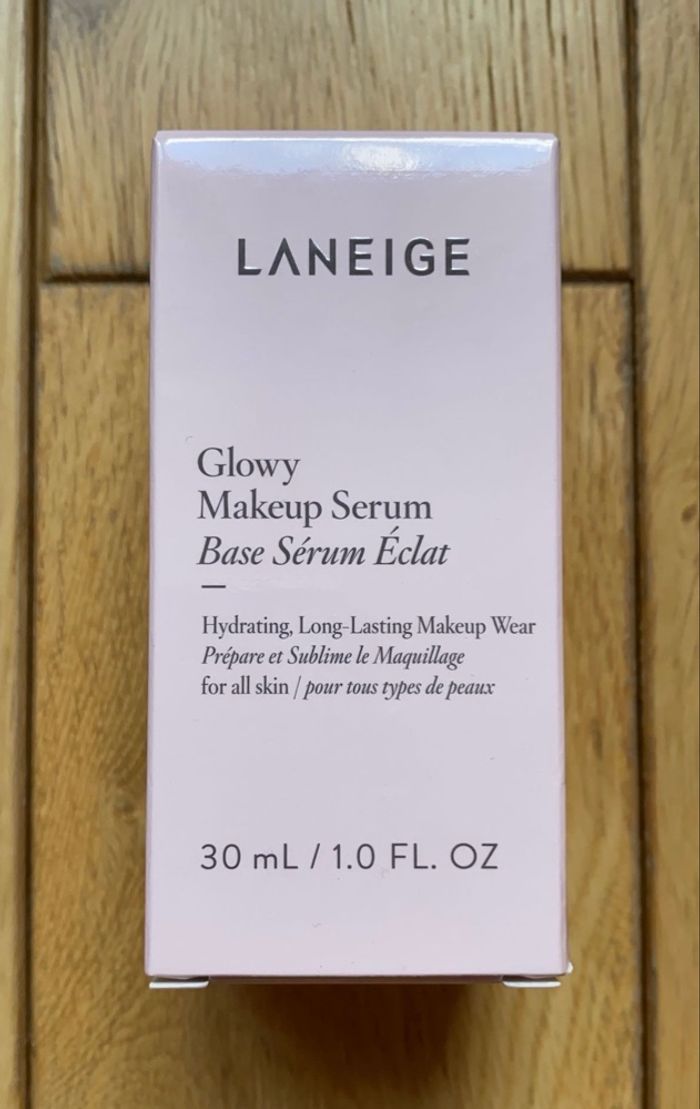 LANEIGE
Glowy
Makeup Serum
Base Sérum Éclat
Hydrating, Long-Lasting Makeup Wear
Prépare et Sublime le Maquillage
for all skin / pour tous types de peaux
30 mL / 1.0 FL. OZ